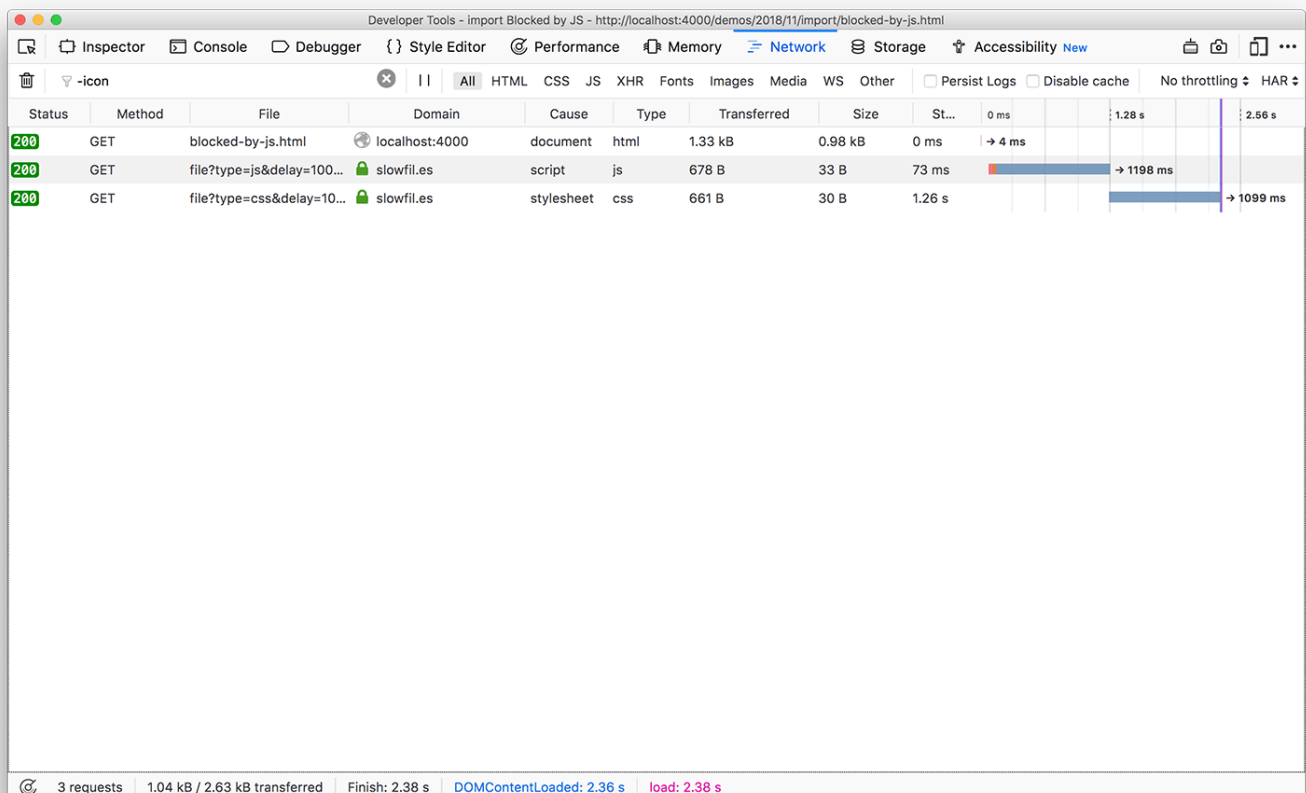 Developer Tools - import Blocked by JS - http://localhost:4000/demos/2018/11/import/blocked-by-js.html
Inspector Console Debugger {} Style Editor Performance Memory Network Storage Accessibility New
-icon All HTML CSS JS XHR Fonts Images Media WS Other Persist Logs Disable cache No throttling HAR
Status Method File Domain Cause Type Transferred Size St... 0 ms 1.28 s 2.56 s
200 GET blocked-by-js.html localhost:4000 document html 1.33 kB 0.98 kB 0 ms → 4 ms
200 GET file?type=js&delay=100... slowfil.es script js 678 B 33 B 73 ms → 1198 ms
200 GET file?type=css&delay=10... slowfil.es stylesheet css 661 B 30 B 1.26 s → 1099 ms
3 requests 1.04 kB / 2.63 kB transferred Finish: 2.38 s DOMContentLoaded: 2.36 s load: 2.38 s